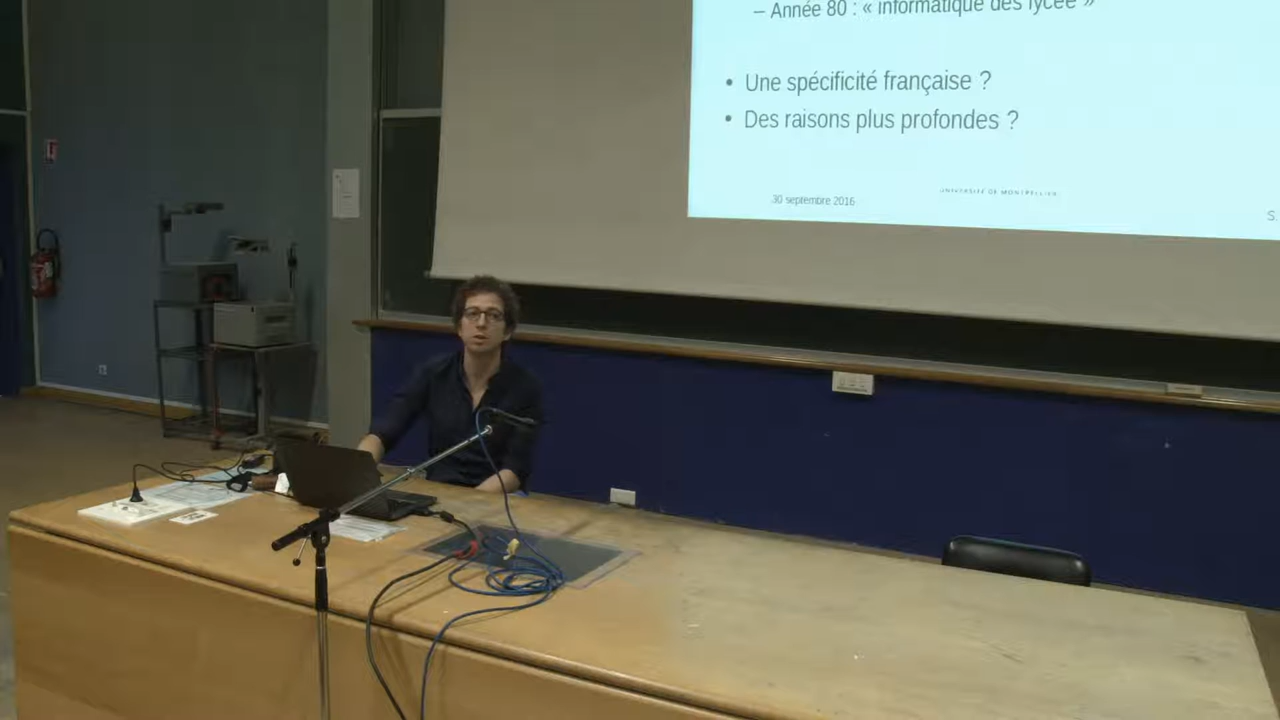 – Année 80 : « informatique des lycée »
• Une spécificité française ?
• Des raisons plus profondes ?
30 septembre 2016
UNIVERSITÉ DE MONTPELLIER
S.